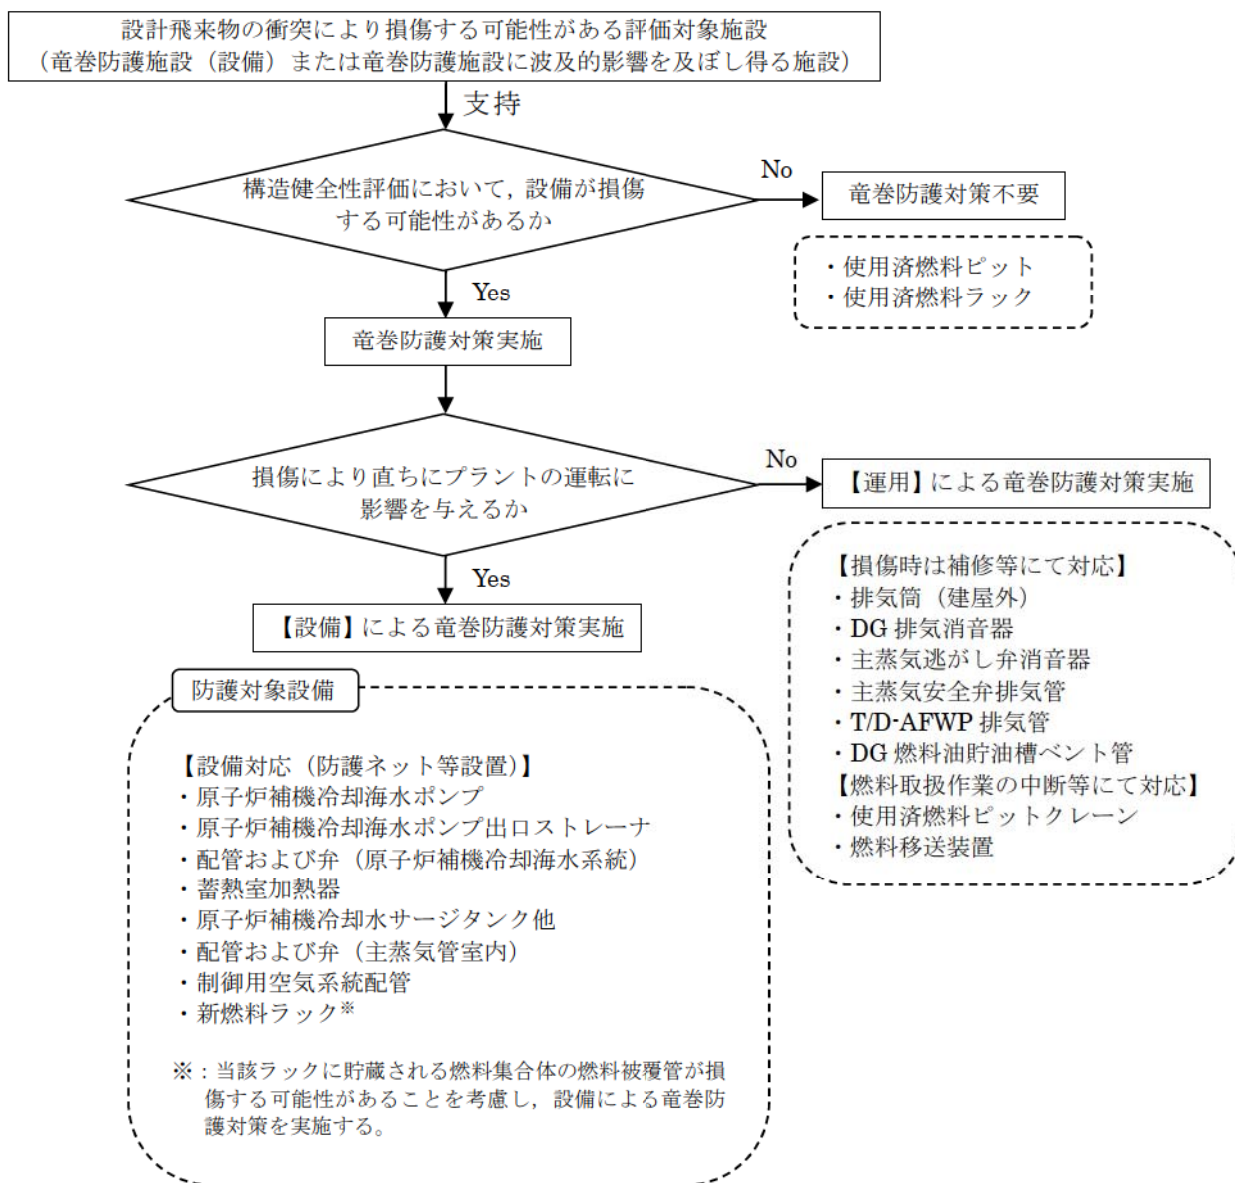 設計飛来物の衝突により損傷する可能性がある評価対象施設
（竜巻防護施設（設備）または竜巻防護施設に波及的影響を及ぼし得る施設）
支持
構造健全性評価において，設備が損傷
する可能性があるか
No
竜巻防護対策不要
・使用済燃料ピット
・使用済燃料ラック
Yes
竜巻防護対策実施
損傷により直ちにプラントの運転に
影響を与えるか
No
【運用】による竜巻防護対策実施
【損傷時は補修等にて対応】
・排気筒（建屋外）
・DG 排気消音器
・主蒸気逃がし弁消音器
・主蒸気安全弁排気管
・T/D-AFWP 排気管
・DG 燃料油貯油槽ベント管
【燃料取扱作業の中断等にて対応】
・使用済燃料ピットクレーン
・燃料移送装置
Yes
【設備】による竜巻防護対策実施
防護対象設備
【設備対応（防護ネット等設置）】
・原子炉補機冷却海水ポンプ
・原子炉補機冷却海水ポンプ出口ストレーナ
・配管および弁（原子炉補機冷却海水系統）
・蓄熱室加熱器
・原子炉補機冷却水サージタンク他
・配管および弁（主蒸気管室内）
・制御用空気系統配管
・新燃料ラック※
※：当該ラックに貯蔵される燃料集合体の燃料被覆管が損
傷する可能性があることを考慮し，設備による竜巻防
護対策を実施する。